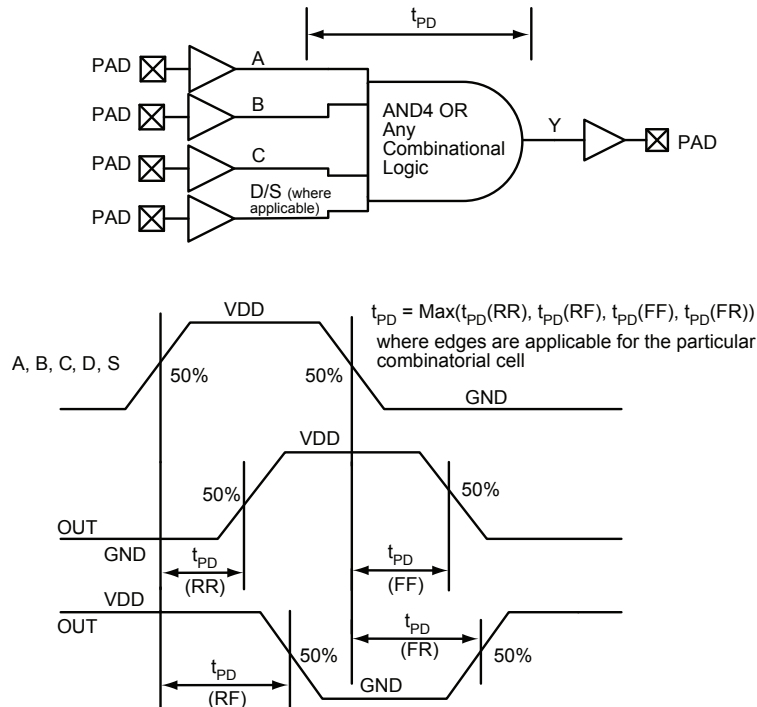 tPD
PAD
A
PAD
B
PAD
C
PAD
D/S (where
applicable)
AND4 OR
Any
Combinational
Logic
Y
PAD
tPD = Max(tPD(RR), tPD(RF), tPD(FF), tPD(FR))
where edges are applicable for the particular
combinatorial cell
VDD
A, B, C, D, S
50%
50%
GND
VDD
50%
50%
OUT
GND
tPD
(RR)
tPD
(FF)
VDD
OUT
tPD
(FR)
50%
50%
tPD
(RF)
GND